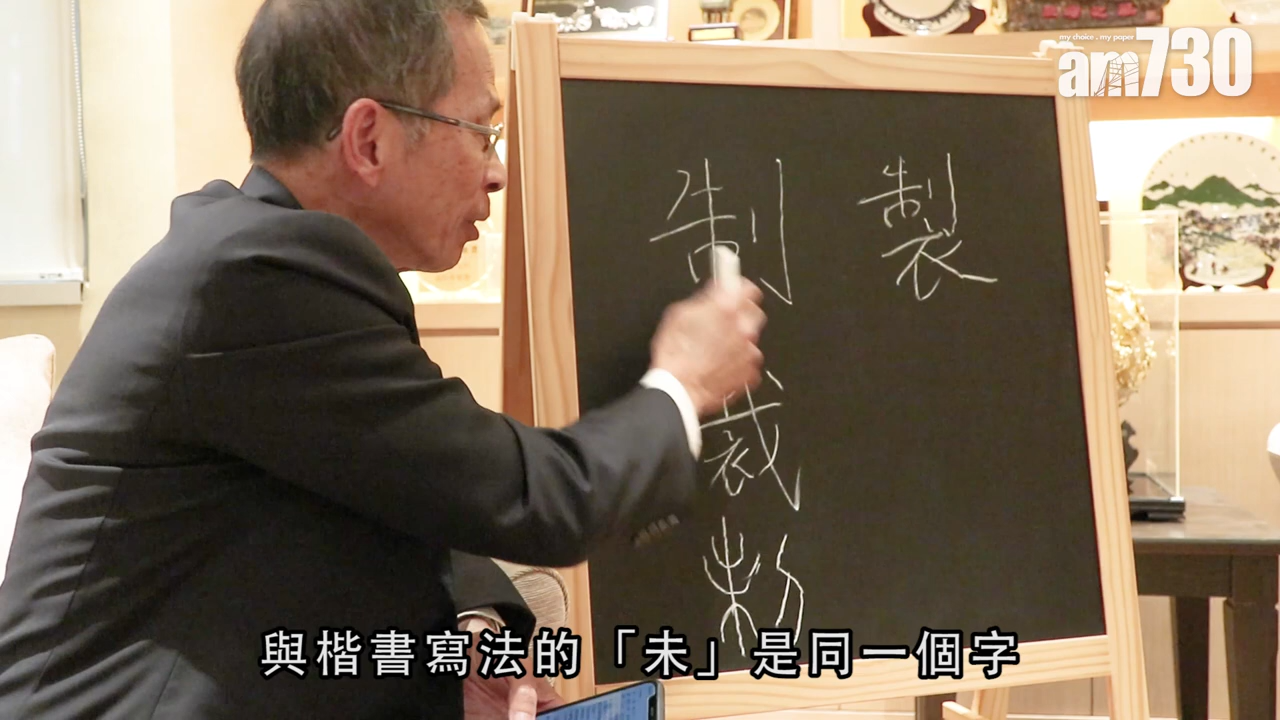 my choice . my paper
am730
制 製
裁
與楷書寫法的「未」是同一個字